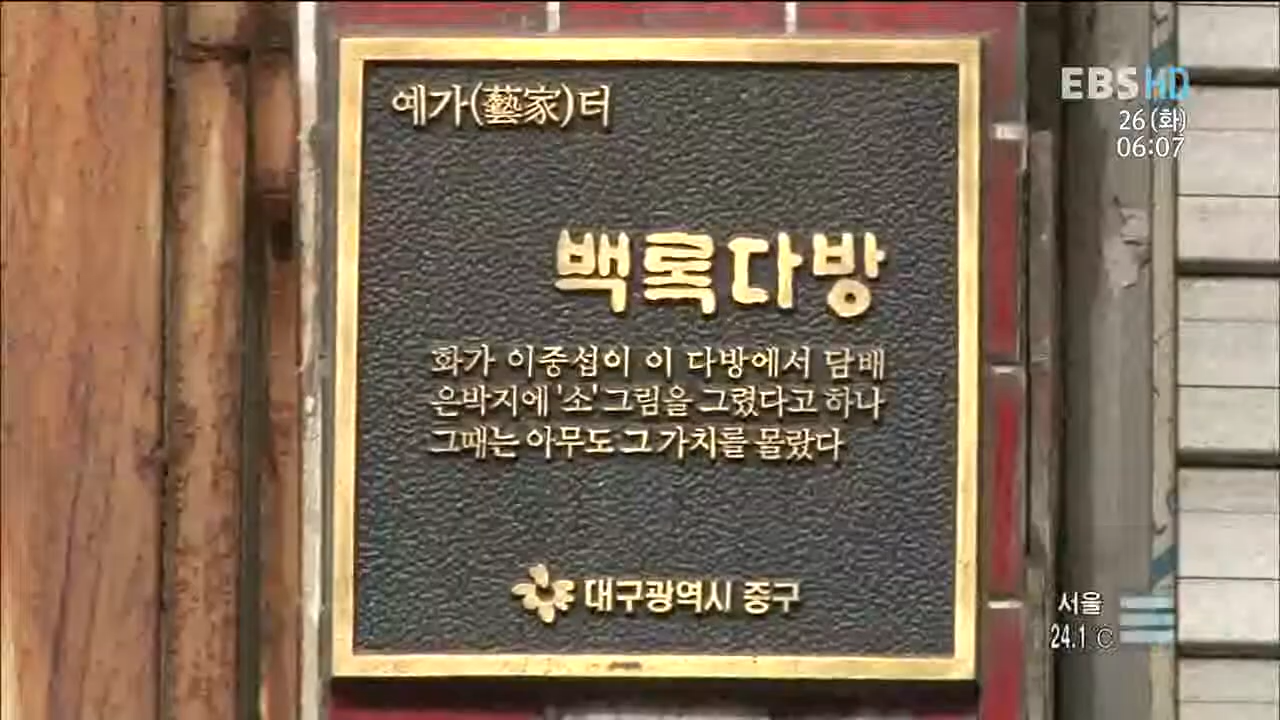 예가(藝家)터
백록다방
화가 이중섭이 이 다방에서 담배
은박지에 '소'그림을 그렸다고 하나
그때는 아무도 그 가치를 몰랐다
대구광역시 중구
EBS HD
26 (화)
06:07
서울
24.1 ℃